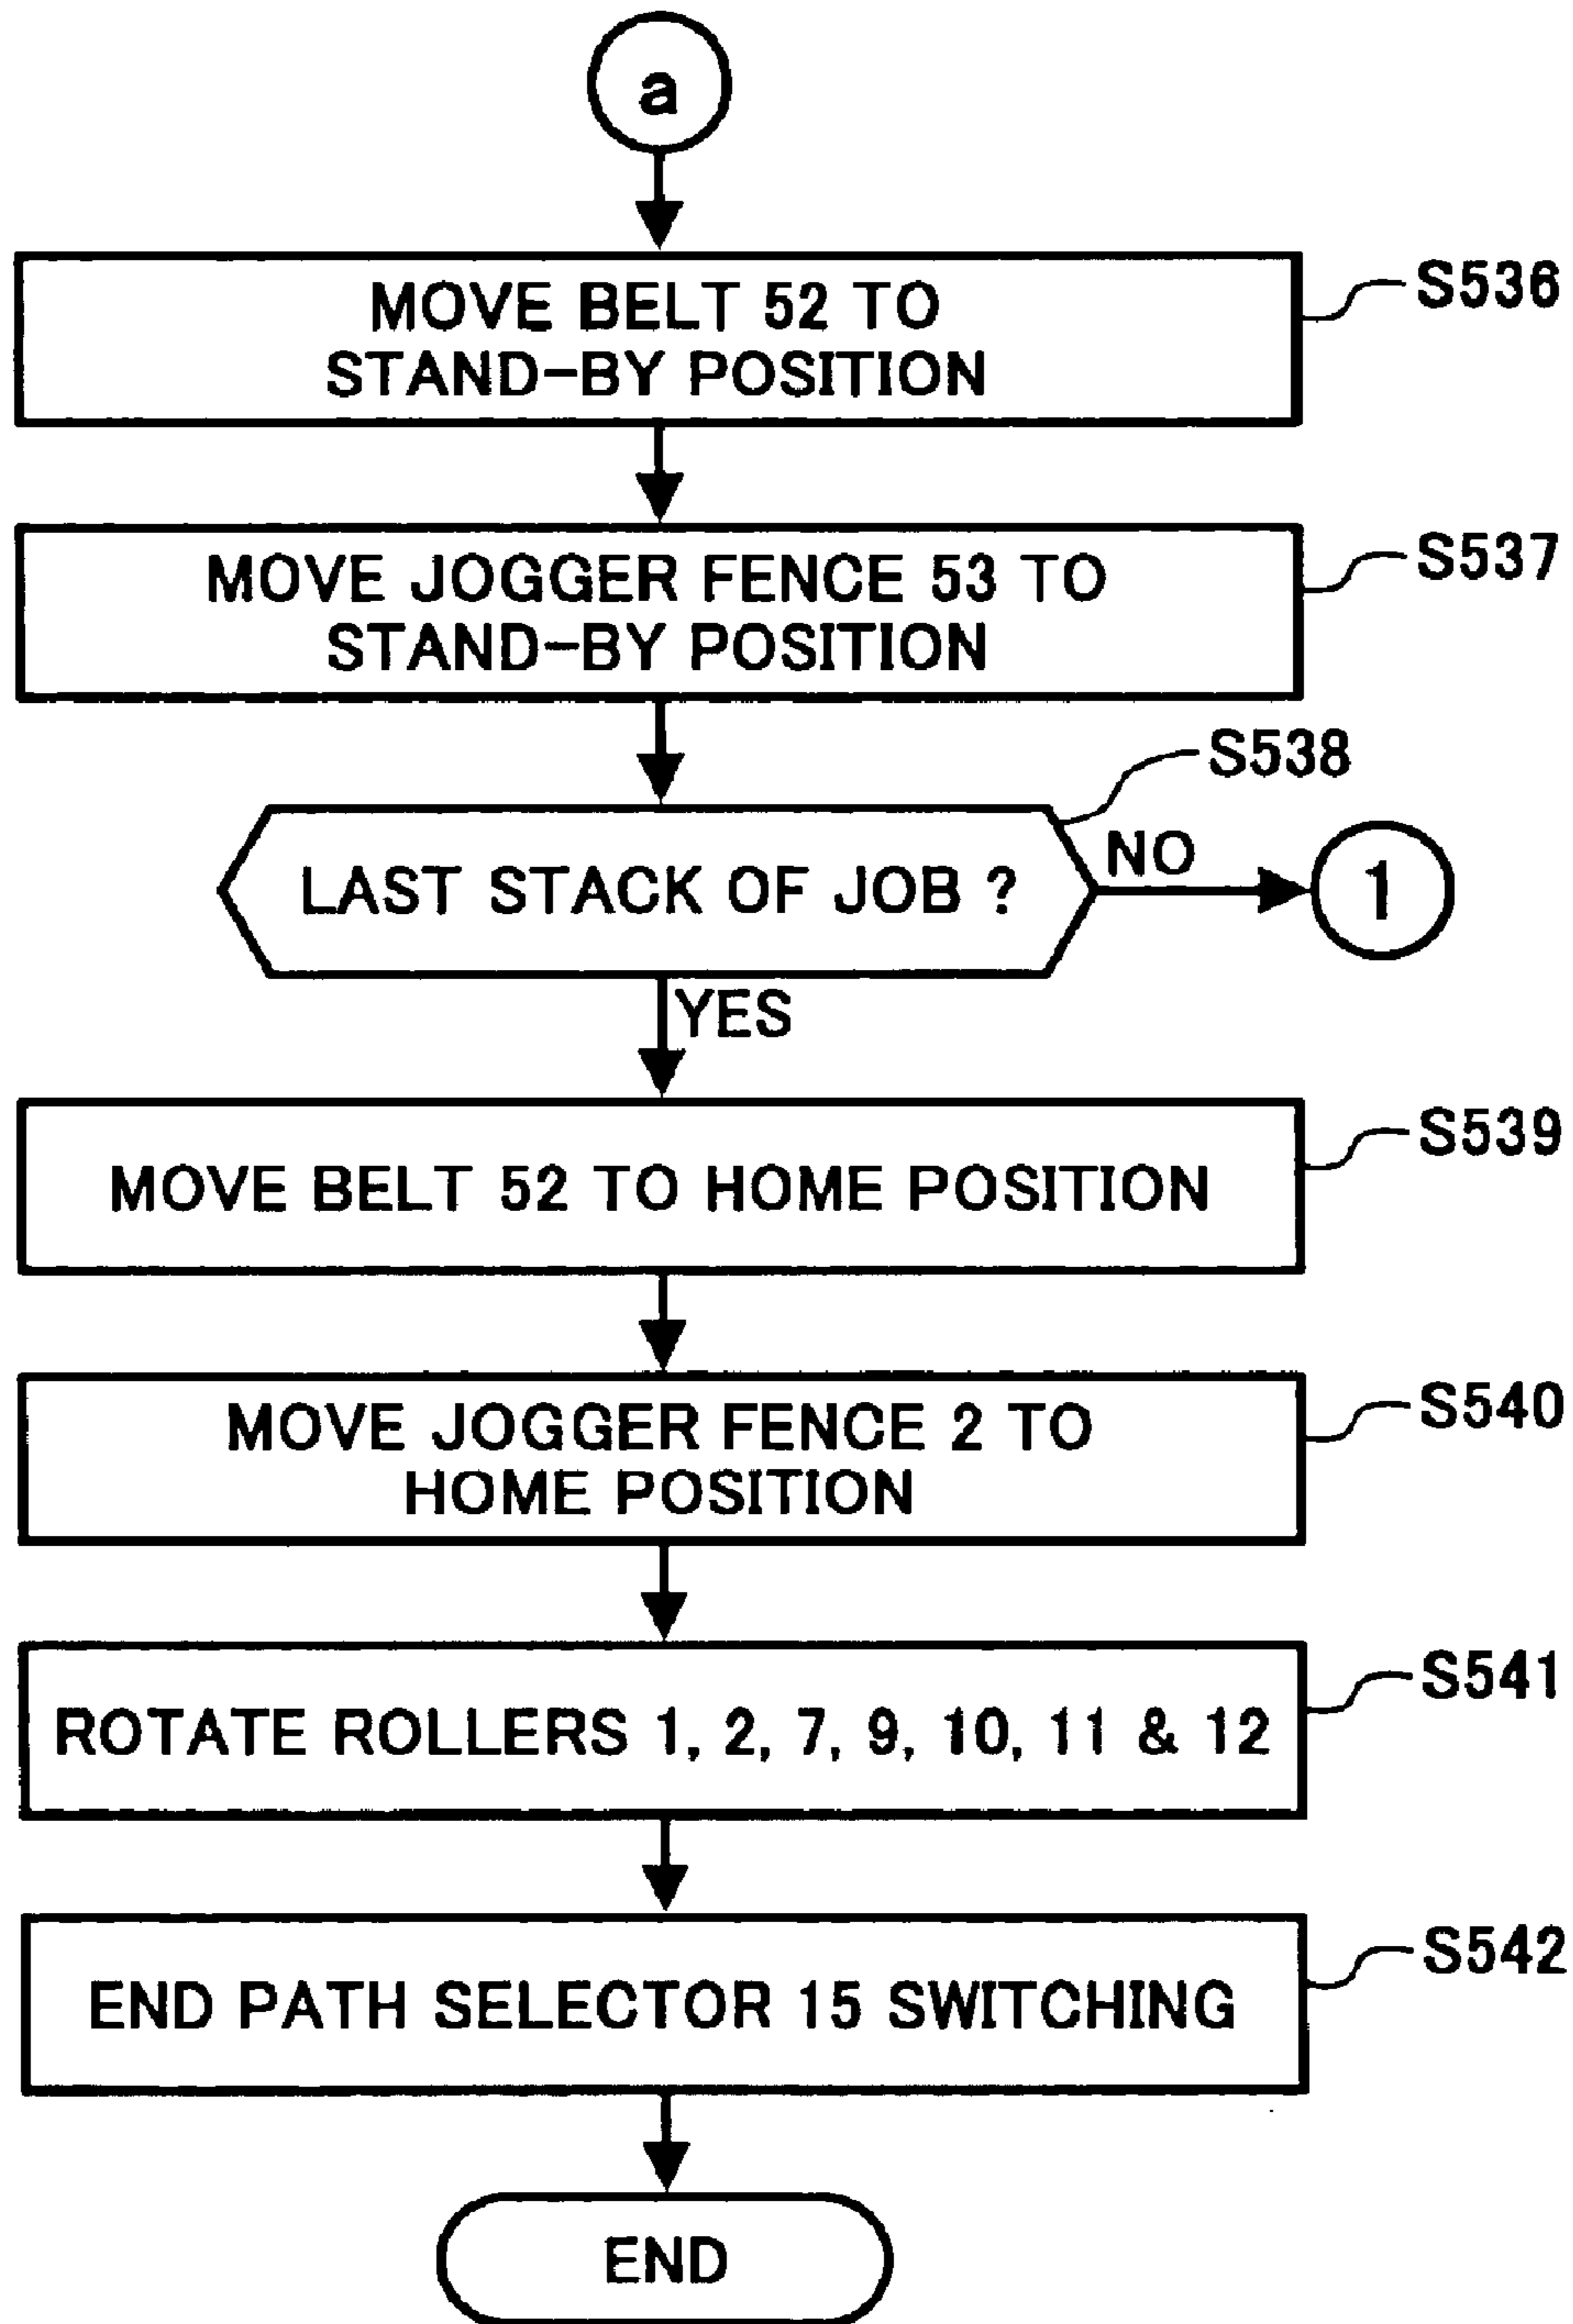 a
MOVE BELT 52 TO
STAND-BY POSITION
S536
MOVE JOGGER FENCE 53 TO
STAND-BY POSITION
S537
S538
LAST STACK OF JOB ?
NO
1
YES
MOVE BELT 52 TO HOME POSITION
S539
MOVE JOGGER FENCE 2 TO
HOME POSITION
S540
ROTATE ROLLERS 1, 2, 7, 9, 10, 11 & 12
S541
END PATH SELECTOR 15 SWITCHING
S542
END